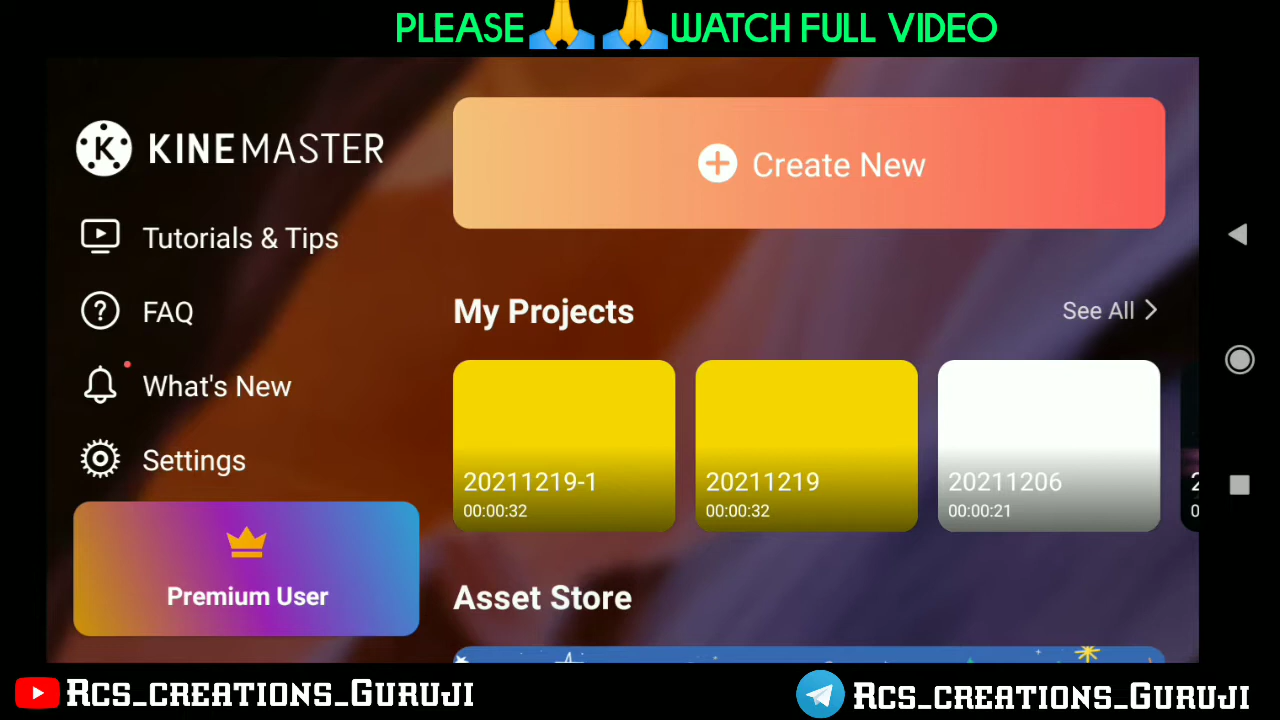 PLEASE🙏🙏WATCH FULL VIDEO
KINEMASTER
Tutorials & Tips
FAQ
What's New
Settings
Premium User
Create New
My Projects
See All
20211219-1
00:00:32
20211219
00:00:32
20211206
00:00:21
Asset Store
Rcs_creations_Guruji
Rcs_creations_Guruji